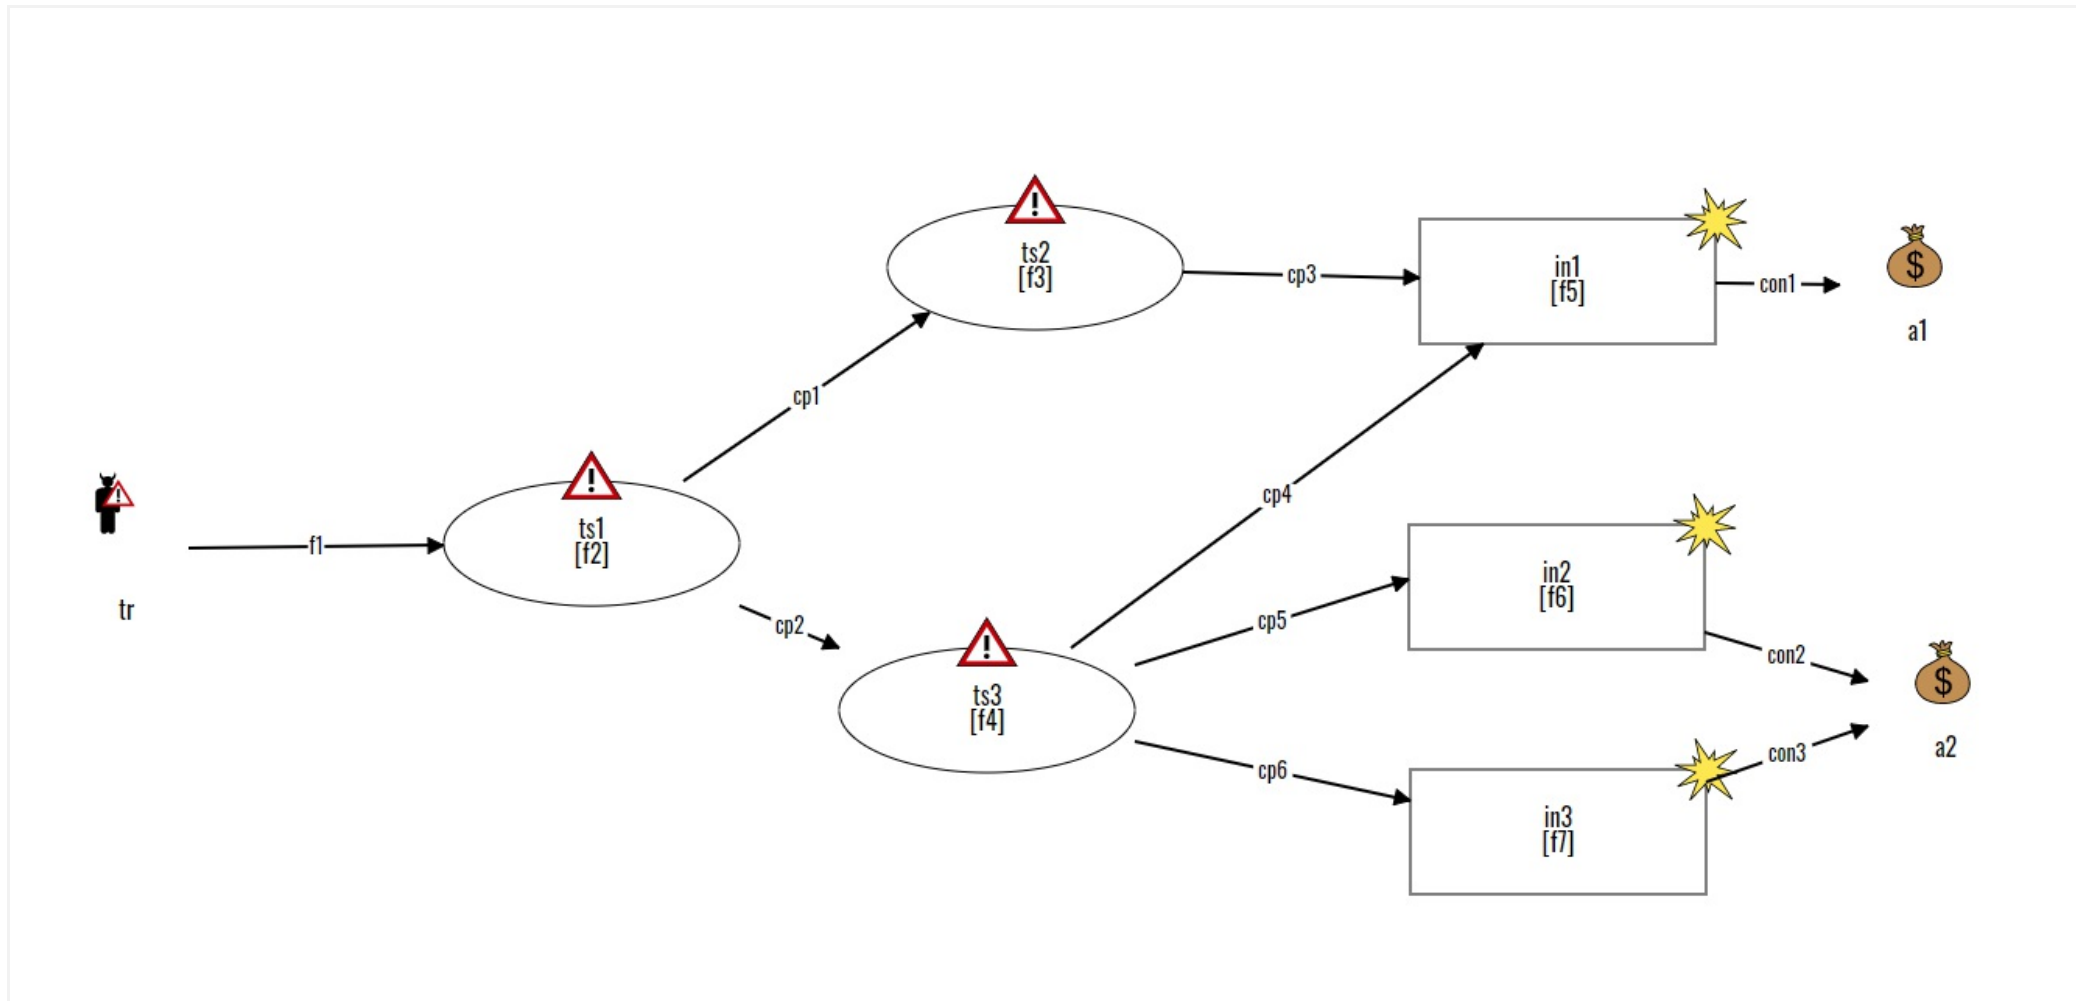 ts2
[f3]
cp3
in1
[f5]
con1
$
a1
cp1
cp4
f1
ts1
[f2]
tr
cp2
cp5
in2
[f6]
con2
$
a2
ts3
[f4]
cp6
con3
in3
[f7]